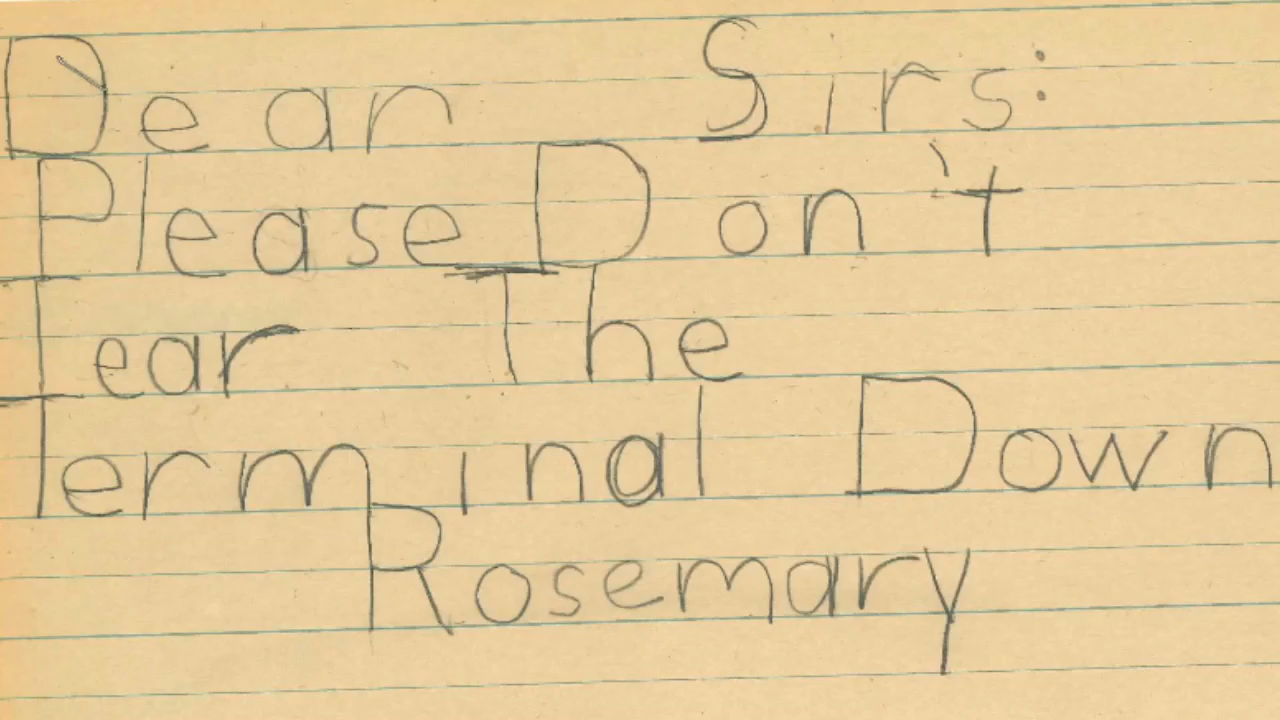 Dear Sirs:
Please Don't
Tear The
Terminal Down
Rosemary